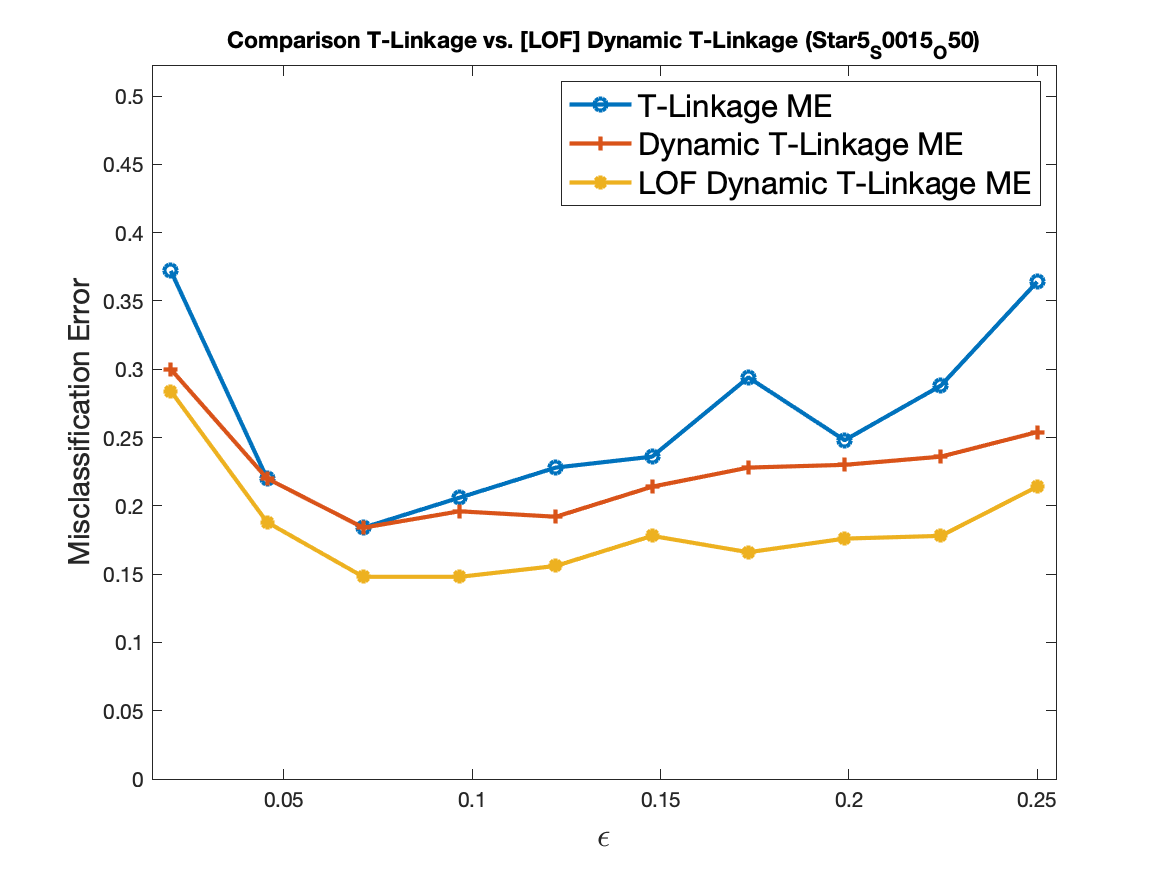 Comparison T-Linkage vs. [LOF] Dynamic T-Linkage (Star5_S0015_O50)
T-Linkage ME
Dynamic T-Linkage ME
LOF Dynamic T-Linkage ME
Misclassification Error
0.5
0.45
0.4
0.35
0.3
0.25
0.2
0.15
0.1
0.05
0
0.05 0.1 0.15 0.2 0.25
ϵ